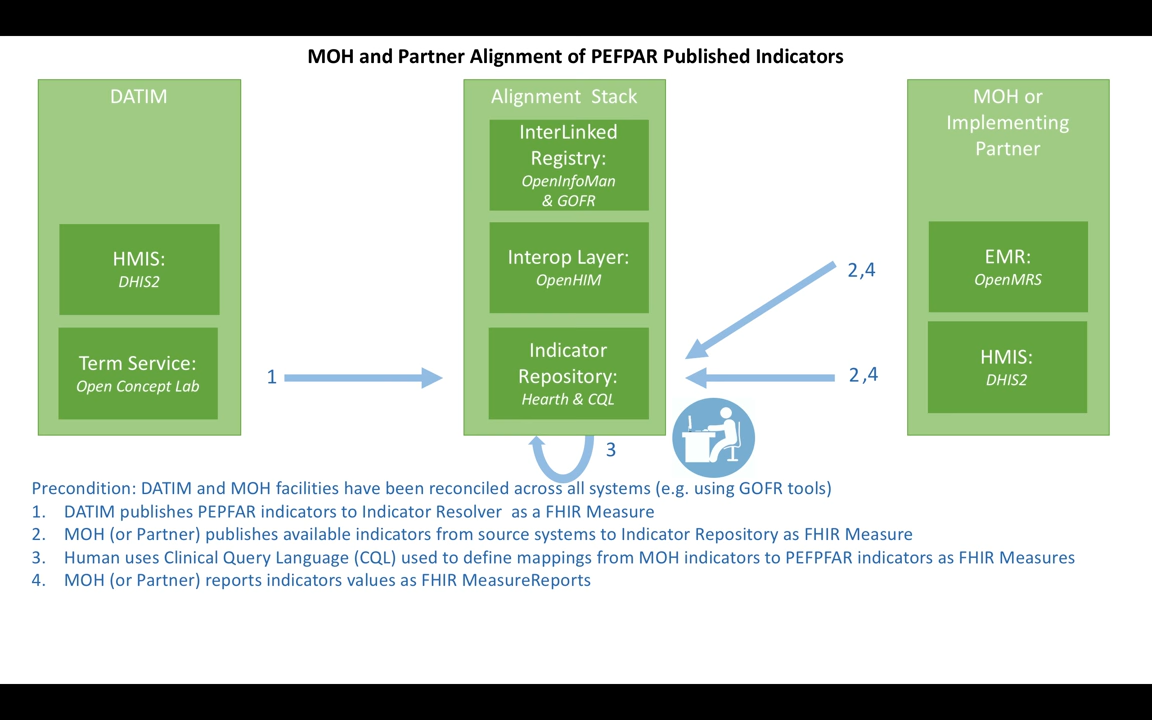 MOH and Partner Alignment of PEFPAR Published Indicators
DATIM
HMIS:
DHIS2
Term Service:
Open Concept Lab
1
Alignment Stack
InterLinked
Registry:
OpenInfoMan
& GOFR
Interop Layer:
OpenHIM
Indicator
Repository:
Hearth & CQL
3
2,4
2,4
MOH or
Implementing
Partner
EMR:
OpenMRS
HMIS:
DHIS2
Precondition: DATIM and MOH facilities have been reconciled across all systems (e.g. using GOFR tools)
1. DATIM publishes PEPFAR indicators to Indicator Resolver as a FHIR Measure
2. MOH (or Partner) publishes available indicators from source systems to Indicator Repository as FHIR Measure
3. Human uses Clinical Query Language (CQL) used to define mappings from MOH indicators to PEFPFAR indicators as FHIR Measures
4. MOH (or Partner) reports indicators values as FHIR MeasureReports